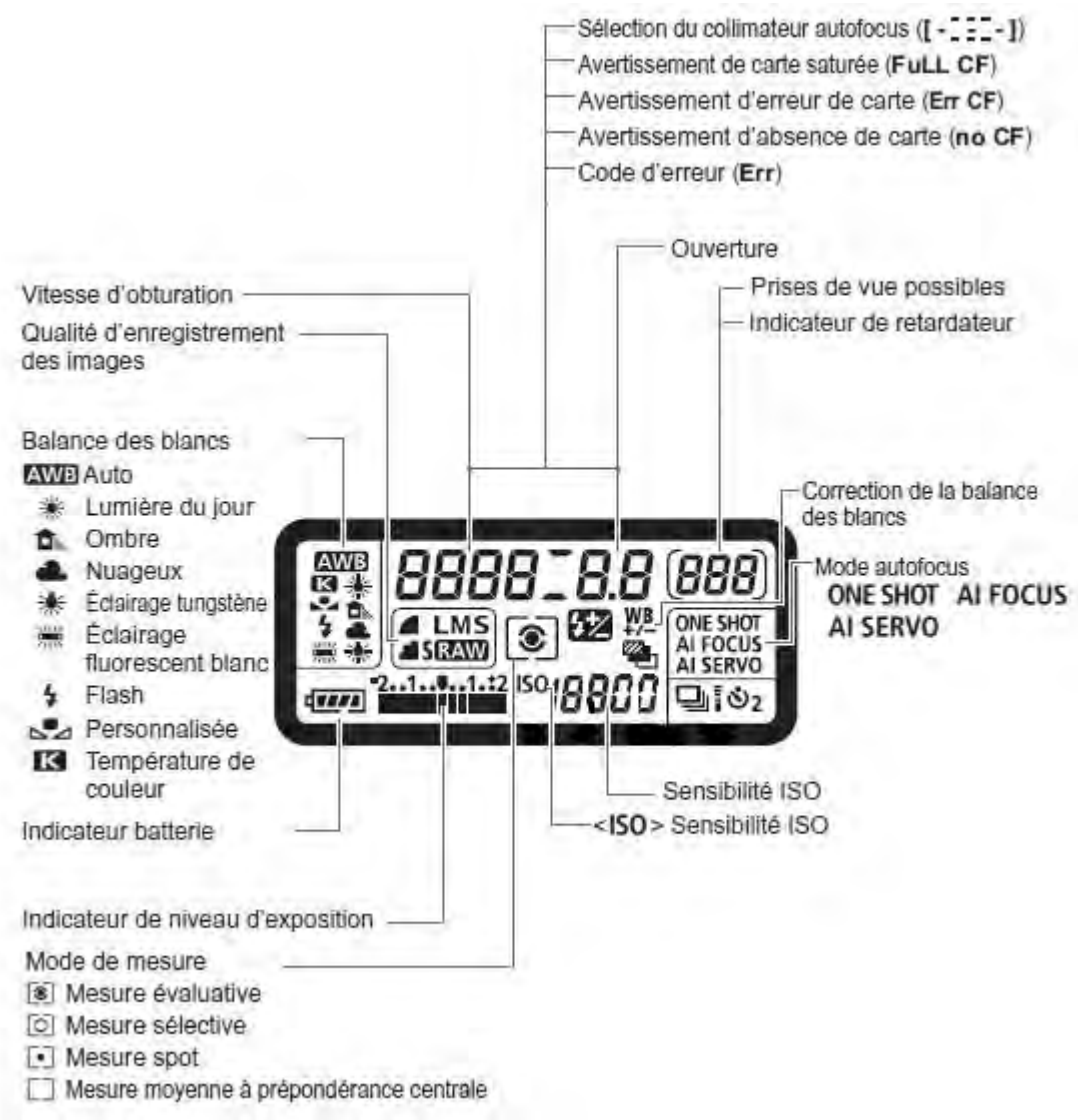 Sélection du collimateur autofocus ([ - - ])
Avertissement de carte saturée (FuLL CF)
Avertissement d'erreur de carte (Err CF)
Avertissement d'absence de carte (no CF)
Code d'erreur (Err)
Ouverture
Vitesse d'obturation
Prises de vue possibles
Indicateur de retardateur
Qualité d'enregistrement
des images
Balance des blancs
AWB Auto
Lumière du jour
Ombre
Nuageux
Éclairage tungstène
Éclairage
fluorescent blanc
Flash
Personnalisée
K Température de
couleur
Correction de la balance
des blancs
Mode autofocus
ONE SHOT AI FOCUS
AI SERVO
AWB
K
8888 8.8 (888)
LMS
SRAW
WB
+/-
ONE SHOT
AI FOCUS
AI SERVO
-2..1..0..1.:2
ISO
18800
2
Sensibilité ISO
<ISO> Sensibilité ISO
Indicateur batterie
Indicateur de niveau d'exposition
Mode de mesure
Mesure évaluative
Mesure sélective
Mesure spot
Mesure moyenne à prépondérance centrale